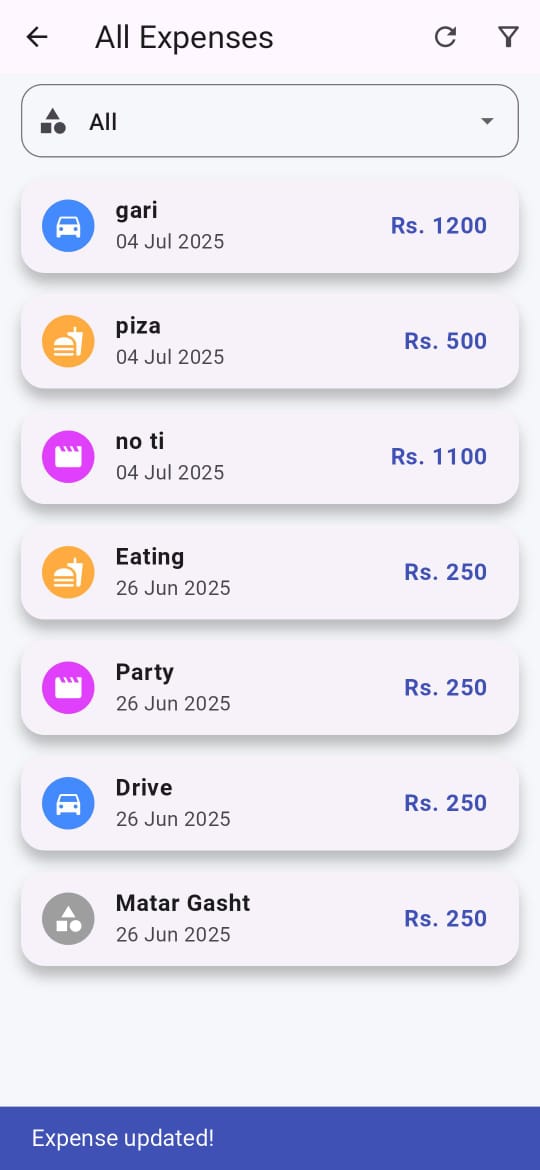 All Expenses
All
gari
04 Jul 2025
Rs. 1200
piza
04 Jul 2025
Rs. 500
no ti
04 Jul 2025
Rs. 1100
Eating
26 Jun 2025
Rs. 250
Party
26 Jun 2025
Rs. 250
Drive
26 Jun 2025
Rs. 250
Matar Gasht
26 Jun 2025
Rs. 250
Expense updated!